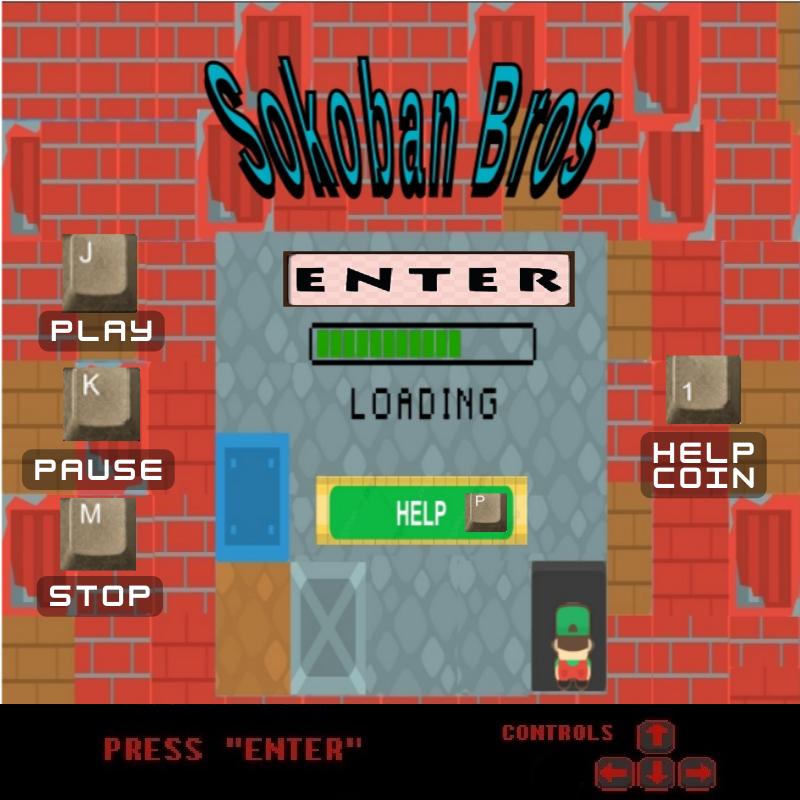 Sokoban Bros
ENTER
LOADING
HELP P
J
PLAY
K
PAUSE
M
STOP
1
HELP
COIN
PRESS "ENTER"
CONTROLS